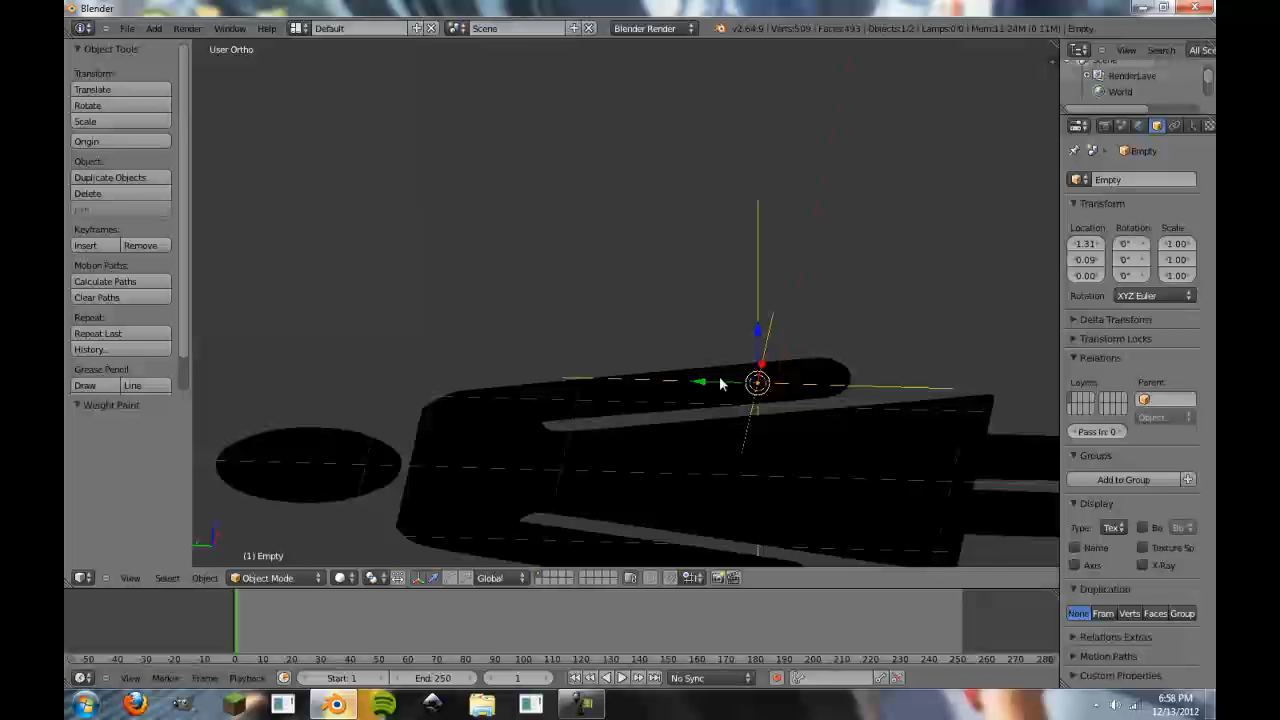 Blender
File Add Render Window Help Default Scene Blender Render v2.64.9 | Verts:509 | Faces:493 | Objects:1/2 | Lamps:0/0 | Mem:11.24M (0.11M) | Empty
View Search All Sce
Object Tools
User Ortho
Scene
RenderLaye
World
Transform:
Translate
Rotate
Scale
Origin
Object:
Duplicate Objects
Delete
Join
Keyframes:
Insert Remove
Motion Paths:
Calculate Paths
Clear Paths
Repeat:
Repeat Last
History...
Grease Pencil:
Draw Line
Weight Paint
(1) Empty
Empty
Empty
Transform
Location Rotation Scale
1.31 0° 1.00
0.09 0° 1.00
0.00 0° 1.00
Rotation XYZ Euler
Delta Transform
Transform Locks
Relations
Layers Parent:
Object
Pass In: 0
Groups
Add to Group
Display
Type: Tex Bo
Name Texture Sp
Axis X-Ray
Duplication
None Fram Verts Faces Group
Relations Extras
Motion Paths
Custom Properties
View Select Object Object Mode Global
-50 -40 -30 -20 -10 0 10 20 30 40 50 60 70 80 90 100 110 120 130 140 150 160 170 180 190 200 210 220 230 240 250 260 270 280
View Marker Frame Playback Start: 1 End: 250 1 No Sync
6:58 PM
12/13/2012